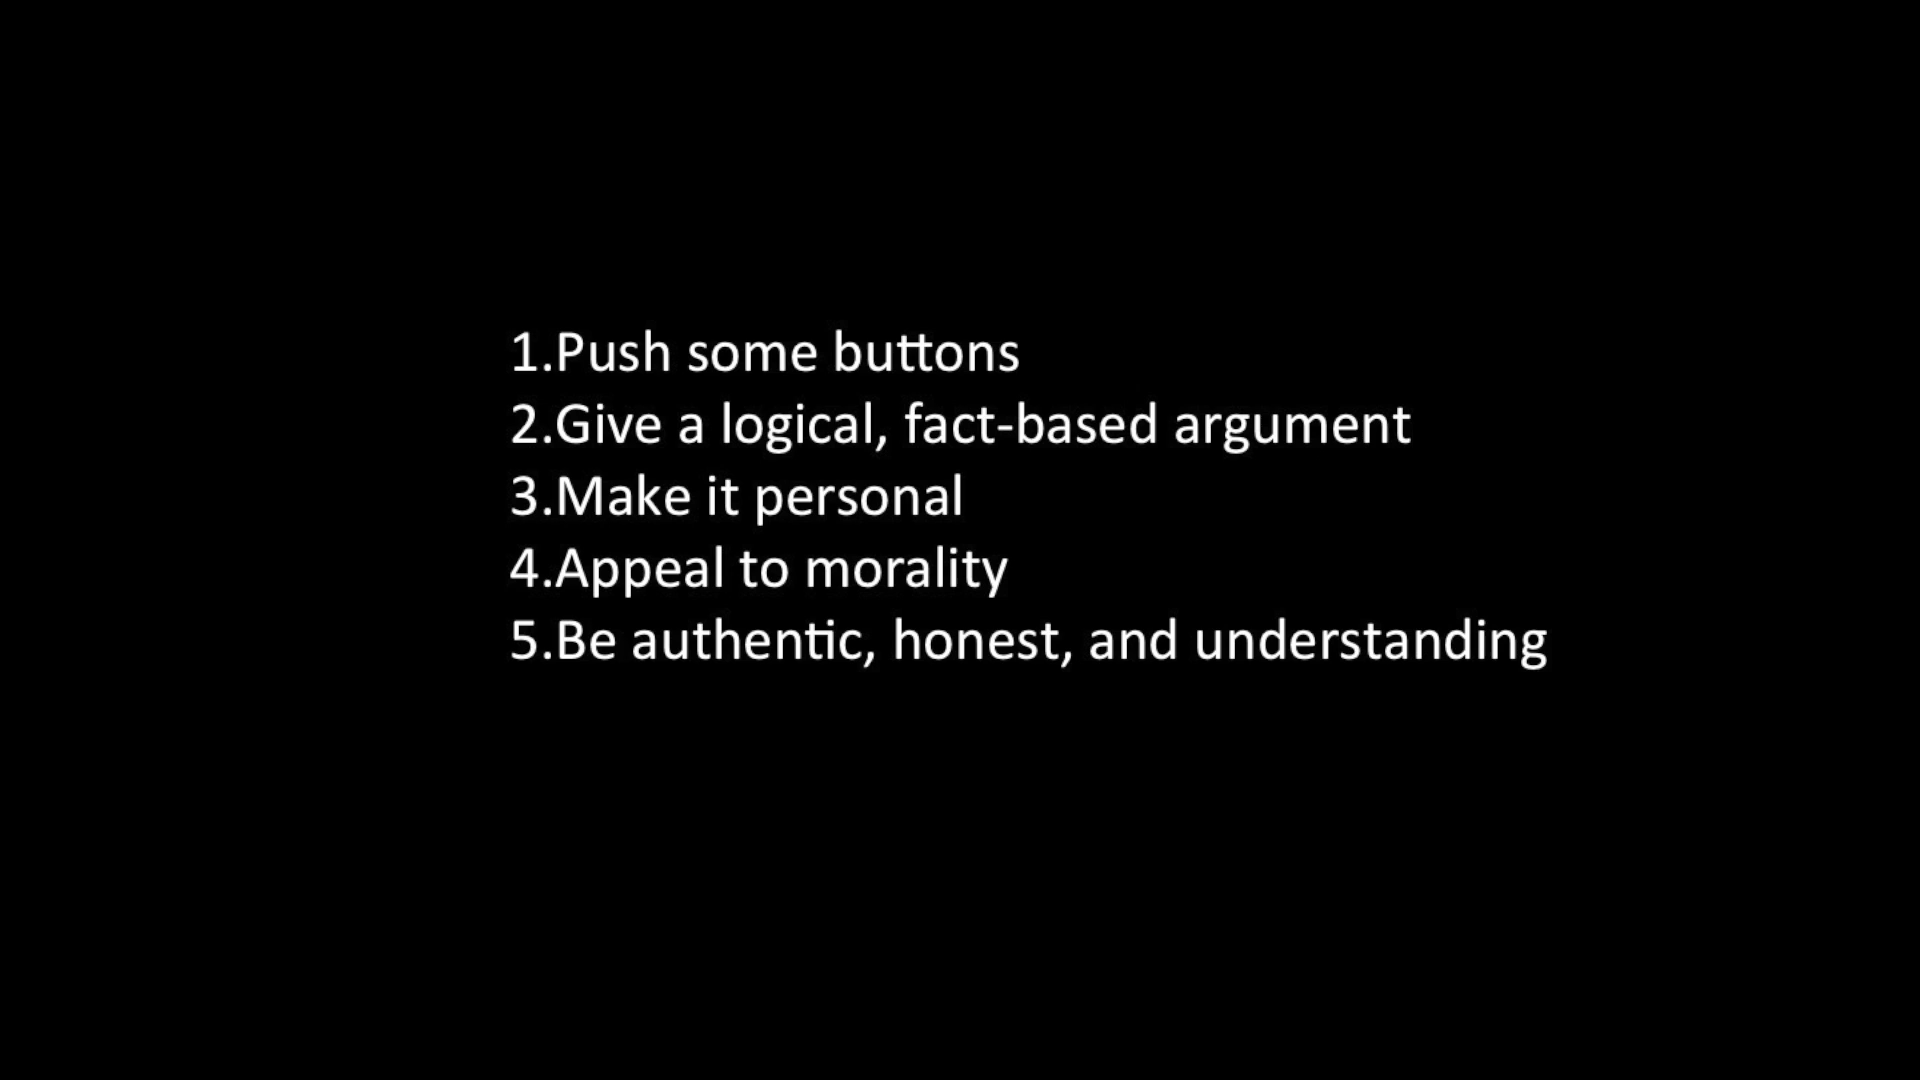 1.Push some buttons
2.Give a logical, fact-based argument
3.Make it personal
4.Appeal to morality
5.Be authentic, honest, and understanding